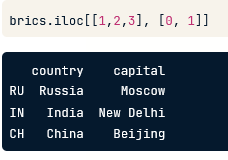 brics.iloc[[1,2,3], [0, 1]]
country capital
RU Russia Moscow
IN India New Delhi
CH China Beijing